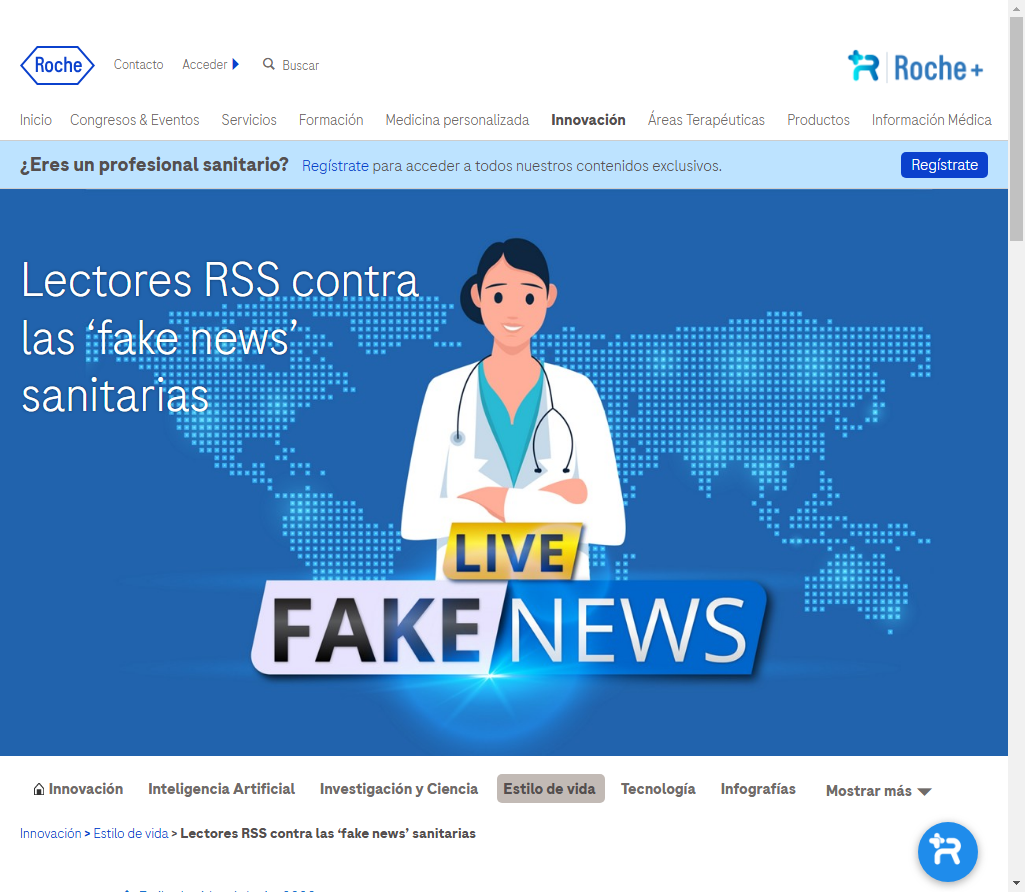 Roche
Contacto
Acceder
Buscar
Roche+
Inicio
Congresos & Eventos
Servicios
Formación
Medicina personalizada
Innovación
Áreas Terapéuticas
Productos
Información Médica
¿Eres un profesional sanitario?
Regístrate para acceder a todos nuestros contenidos exclusivos.
Regístrate
Lectores RSS contra
las ‘fake news’
sanitarias
LIVE
FAKE NEWS
Innovación
Inteligencia Artificial
Investigación y Ciencia
Estilo de vida
Tecnología
Infografías
Mostrar más
Innovación > Estilo de vida > Lectores RSS contra las ‘fake news’ sanitarias